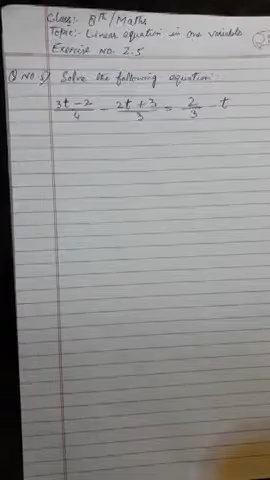 Class:- 8th/Maths
Topic:- Linear equation in one variable
Exercise No. 2.5
Q No 5) Solve the following equation:
3t - 2/4 - 2t + 3/3 = 2/3 - t